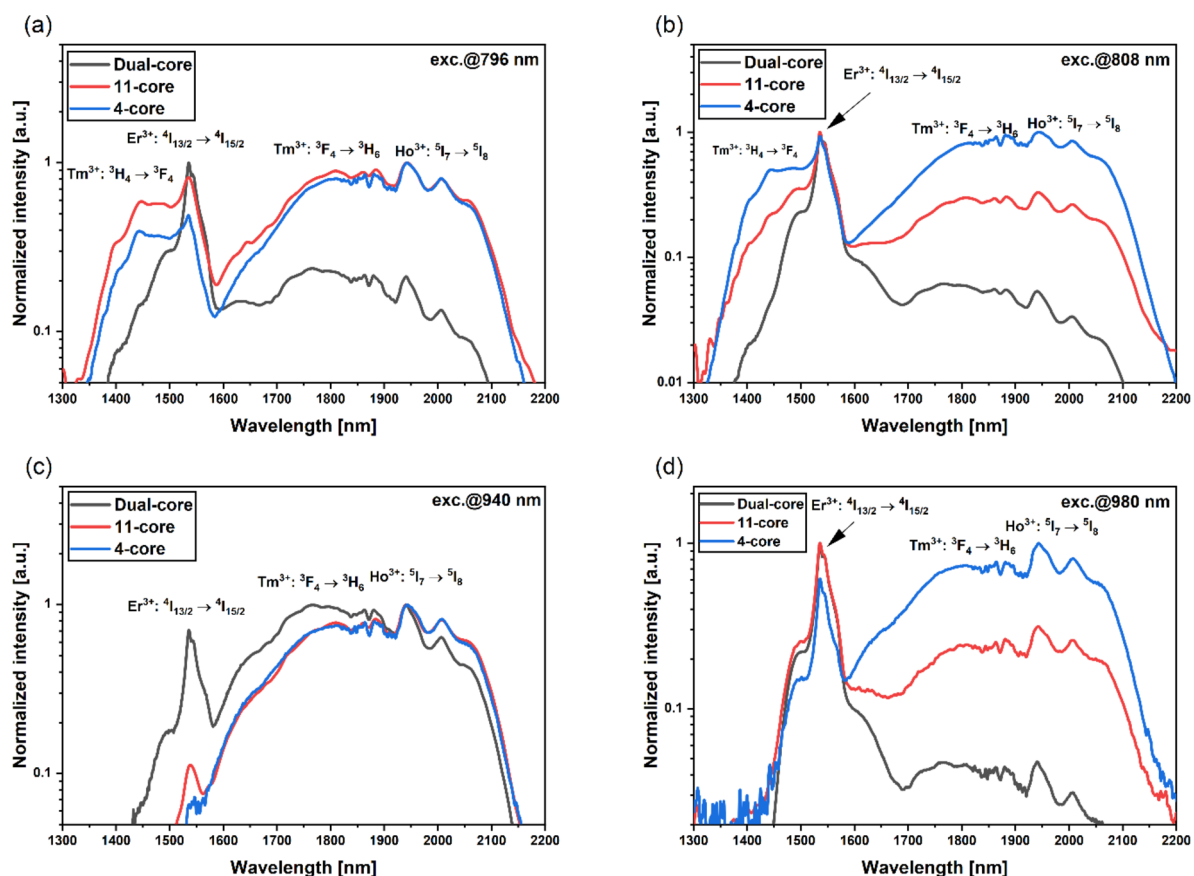 (a)
Dual-core
11-core
4-core
exc.@796 nm
Er³⁺: ⁴I₁₃/₂ → ⁴I₁₅/₂
Tm³⁺: ³H₄ → ³F₄
Tm³⁺: ³F₄ → ³H₆
Ho³⁺: ⁵I₇ → ⁵I₈
1
0.1
Normalized intensity [a.u.]
1300 1400 1500 1600 1700 1800 1900 2000 2100 2200
Wavelength [nm]
(b)
Dual-core
11-core
4-core
exc.@808 nm
Er³⁺: ⁴I₁₃/₂ → ⁴I₁₅/₂
Tm³⁺: ³H₄ → ³F₄
Tm³⁺: ³F₄ → ³H₆
Ho³⁺: ⁵I₇ → ⁵I₈
1
0.1
0.01
Normalized intensity [a.u.]
1300 1400 1500 1600 1700 1800 1900 2000 2100 2200
Wavelength [nm]
(c)
Dual-core
11-core
4-core
exc.@940 nm
Er³⁺: ⁴I₁₃/₂ → ⁴I₁₅/₂
Tm³⁺: ³F₄ → ³H₆
Ho³⁺: ⁵I₇ → ⁵I₈
1
0.1
Normalized intensity [a.u.]
1300 1400 1500 1600 1700 1800 1900 2000 2100 2200
Wavelength [nm]
(d)
Dual-core
11-core
4-core
exc.@980 nm
Er³⁺: ⁴I₁₃/₂ → ⁴I₁₅/₂
Ho³⁺: ⁵I₇ → ⁵I₈
Tm³⁺: ³F₄ → ³H₆
1
0.1
Normalized intensity [a.u.]
1300 1400 1500 1600 1700 1800 1900 2000 2100 2200
Wavelength [nm]